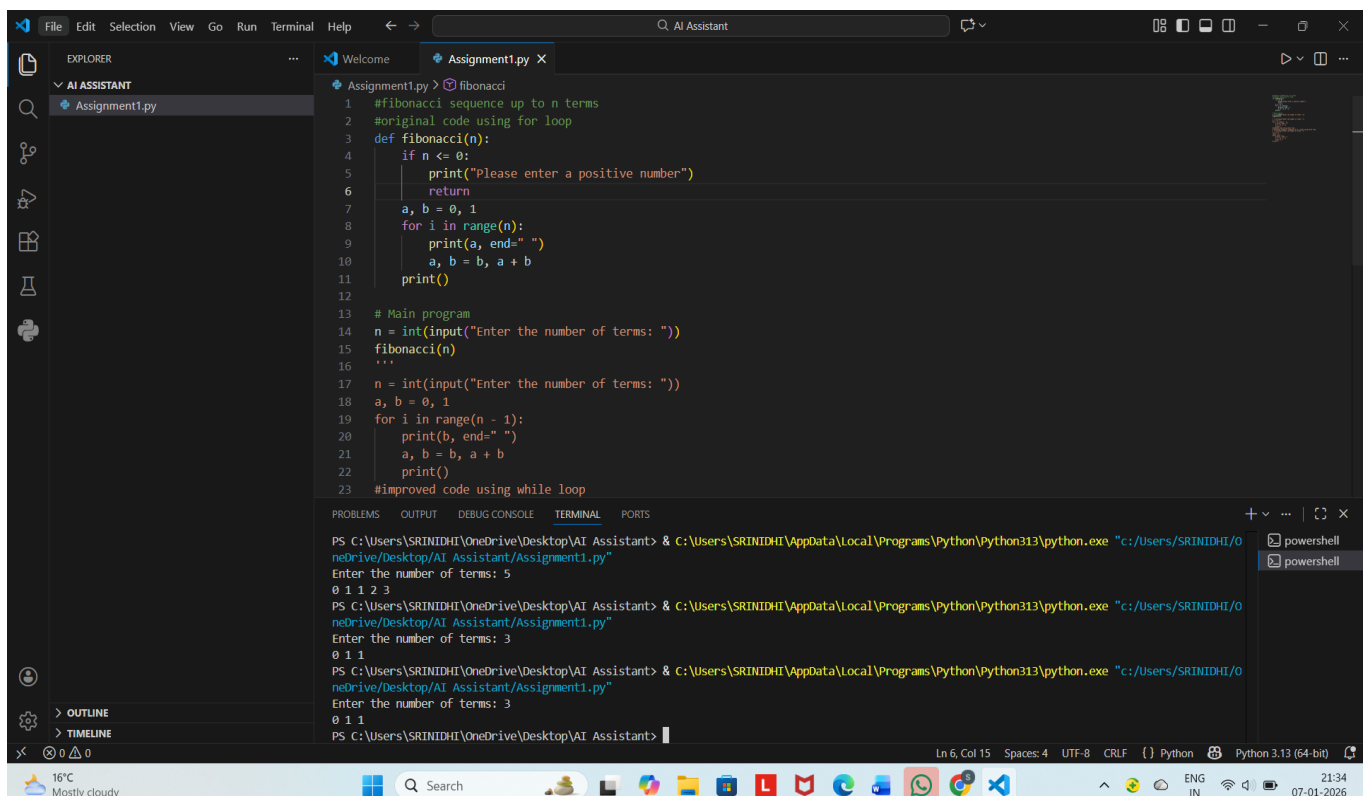 File Edit Selection View Go Run Terminal Help
AI Assistant
EXPLORER
AI ASSISTANT
Assignment1.py
OUTLINE
TIMELINE
Welcome
Assignment1.py
Assignment1.py > fibonacci
1 #fibonacci sequence up to n terms
2 #original code using for loop
3 def fibonacci(n):
4 if n <= 0:
5 print("Please enter a positive number")
6 return
7 a, b = 0, 1
8 for i in range(n):
9 print(a, end=" ")
10 a, b = b, a + b
11 print()
12
13 # Main program
14 n = int(input("Enter the number of terms: "))
15 fibonacci(n)
16 '''
17 n = int(input("Enter the number of terms: "))
18 a, b = 0, 1
19 for i in range(n - 1):
20 print(b, end=" ")
21 a, b = b, a + b
22 print()
23 #improved code using while loop
PROBLEMS OUTPUT DEBUG CONSOLE TERMINAL PORTS
PS C:\Users\SRINIDHI\OneDrive\Desktop\AI Assistant> & C:\Users\SRINIDHI\AppData\Local\Programs\Python\Python313\python.exe "c:/Users/SRINIDHI/O
neDrive/Desktop/AI Assistant/Assignment1.py"
Enter the number of terms: 5
0 1 1 2 3
PS C:\Users\SRINIDHI\OneDrive\Desktop\AI Assistant> & C:\Users\SRINIDHI\AppData\Local\Programs\Python\Python313\python.exe "c:/Users/SRINIDHI/O
neDrive/Desktop/AI Assistant/Assignment1.py"
Enter the number of terms: 3
0 1 1
PS C:\Users\SRINIDHI\OneDrive\Desktop\AI Assistant> & C:\Users\SRINIDHI\AppData\Local\Programs\Python\Python313\python.exe "c:/Users/SRINIDHI/O
neDrive/Desktop/AI Assistant/Assignment1.py"
Enter the number of terms: 3
0 1 1
PS C:\Users\SRINIDHI\OneDrive\Desktop\AI Assistant>
powershell
powershell
0 0
Ln 6, Col 15 Spaces: 4 UTF-8 CRLF {} Python Python 3.13 (64-bit)
16°C
Mostly cloudy
Search
ENG
IN
21:34
07-01-2026